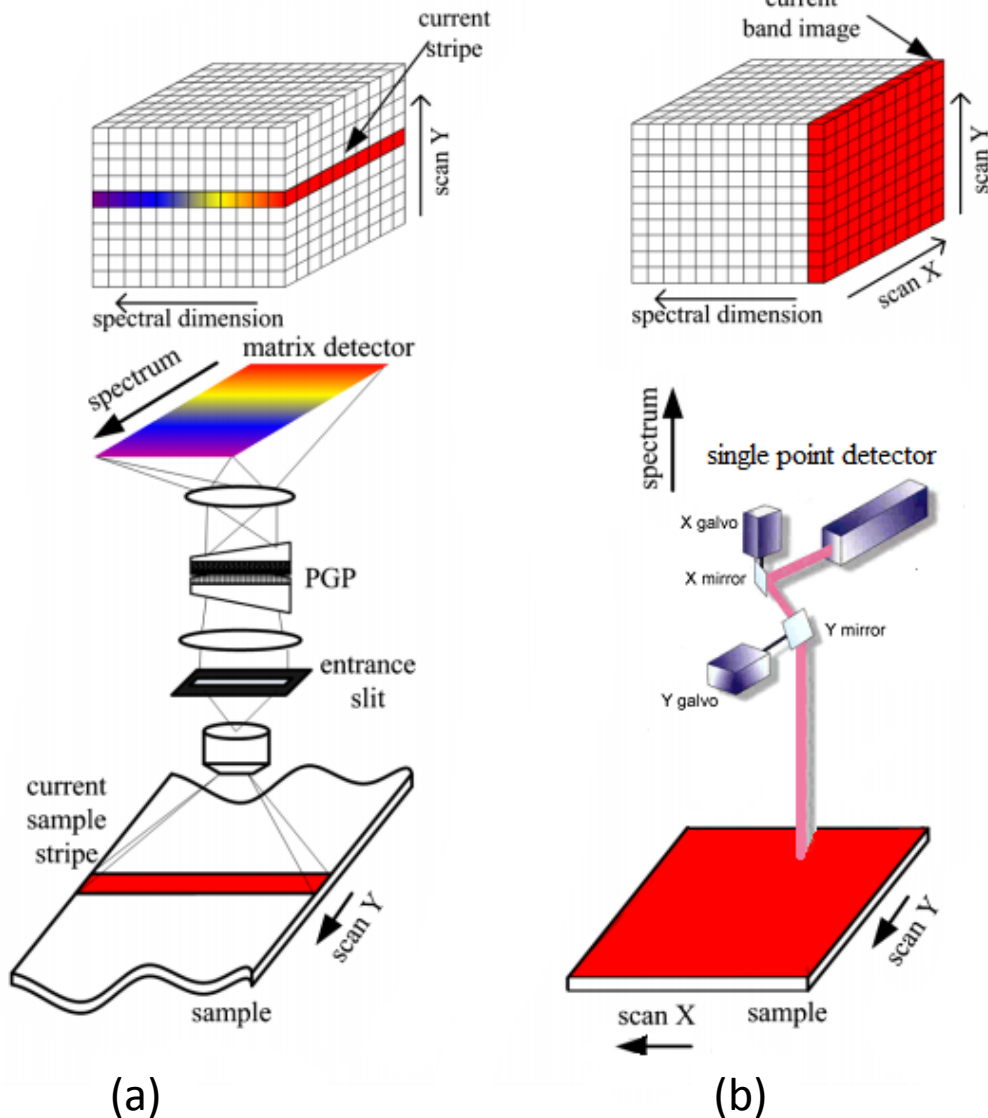 current
stripe
scan Y
spectral dimension
matrix detector
spectrum
PGP
entrance
slit
current
sample
stripe
scan Y
sample
(a)
current
band image
scan Y
scan X
spectral dimension
spectrum
single point detector
X galvo
X mirror
Y mirror
Y galvo
scan Y
scan X
sample
(b)